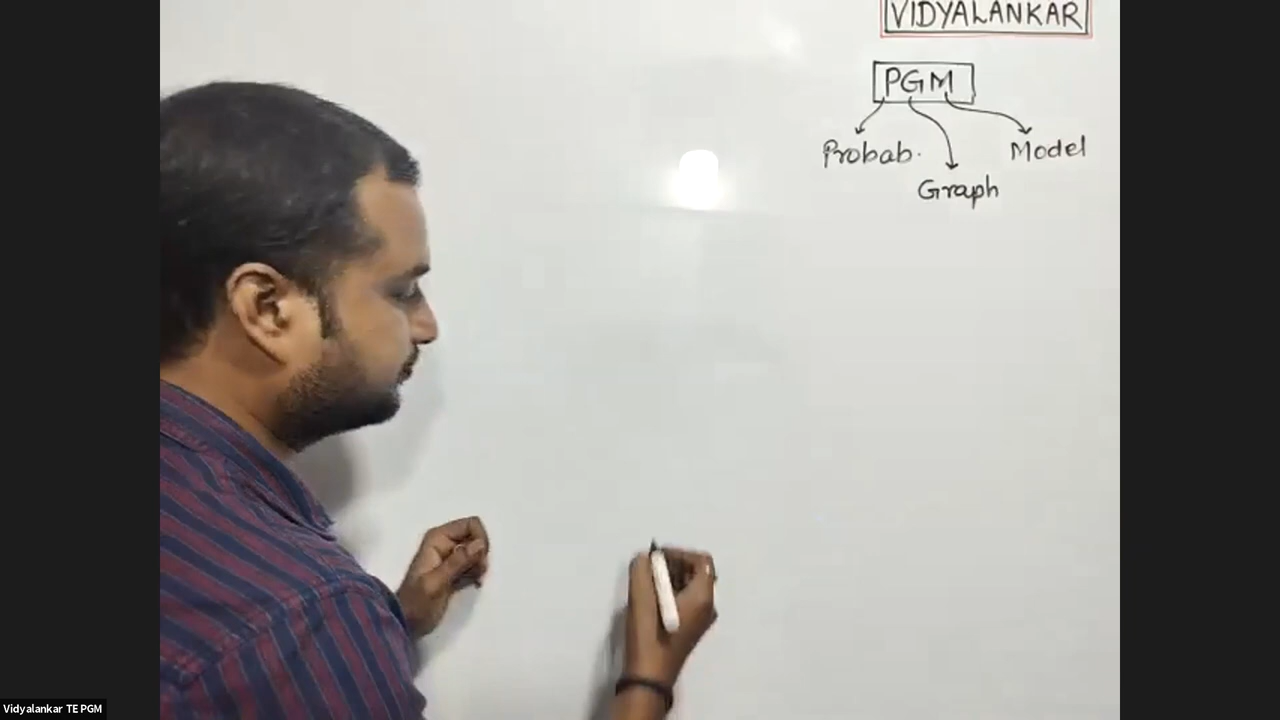 VIDYALANKAR
PGM
Probab.
Model
Graph
Vidyalankar TE PGM